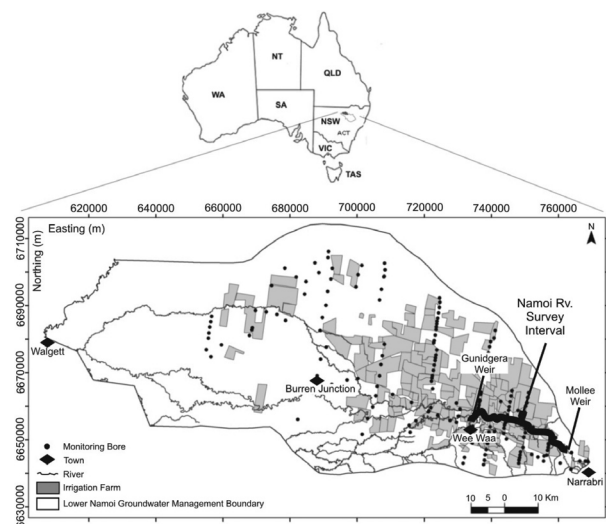 NT
QLD
WA
SA
NSW
ACT
VIC
TAS
620000 640000 660000 680000 700000 720000 740000 760000
Easting (m)
Northing (m)
6710000
6690000
6670000
6650000
6630000
N
Namoi Rv.
Survey
Interval
Gunidgera
Weir
Mollee
Weir
Walgett
Burren Junction
Wee Waa
Narrabri
Monitoring Bore
Town
River
Irrigation Farm
Lower Namoi Groundwater Management Boundary
10 5 0 10 Km